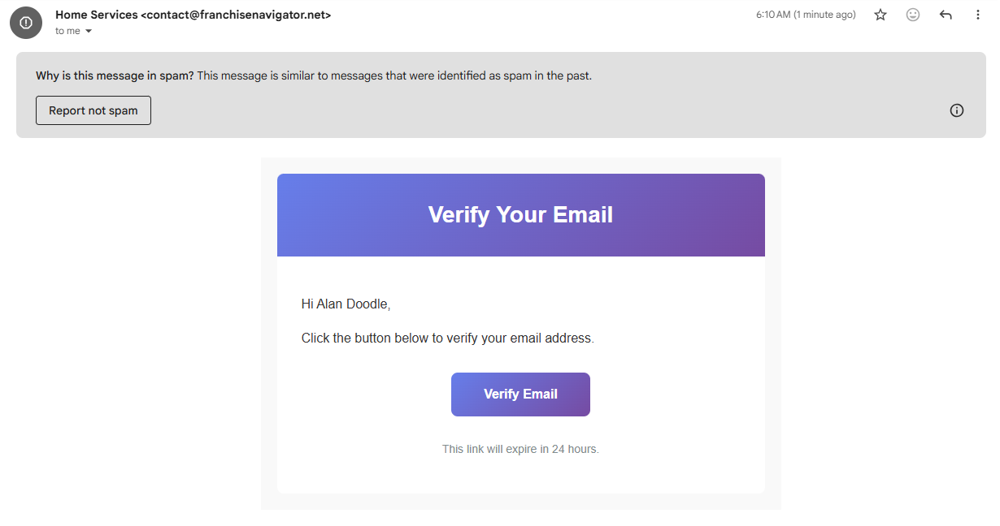 Home Services <contact@franchisenavigator.net>
6:10 AM (1 minute ago)
to me
Why is this message in spam? This message is similar to messages that were identified as spam in the past.
Report not spam
Verify Your Email
Hi Alan Doodle,
Click the button below to verify your email address.
Verify Email
This link will expire in 24 hours.